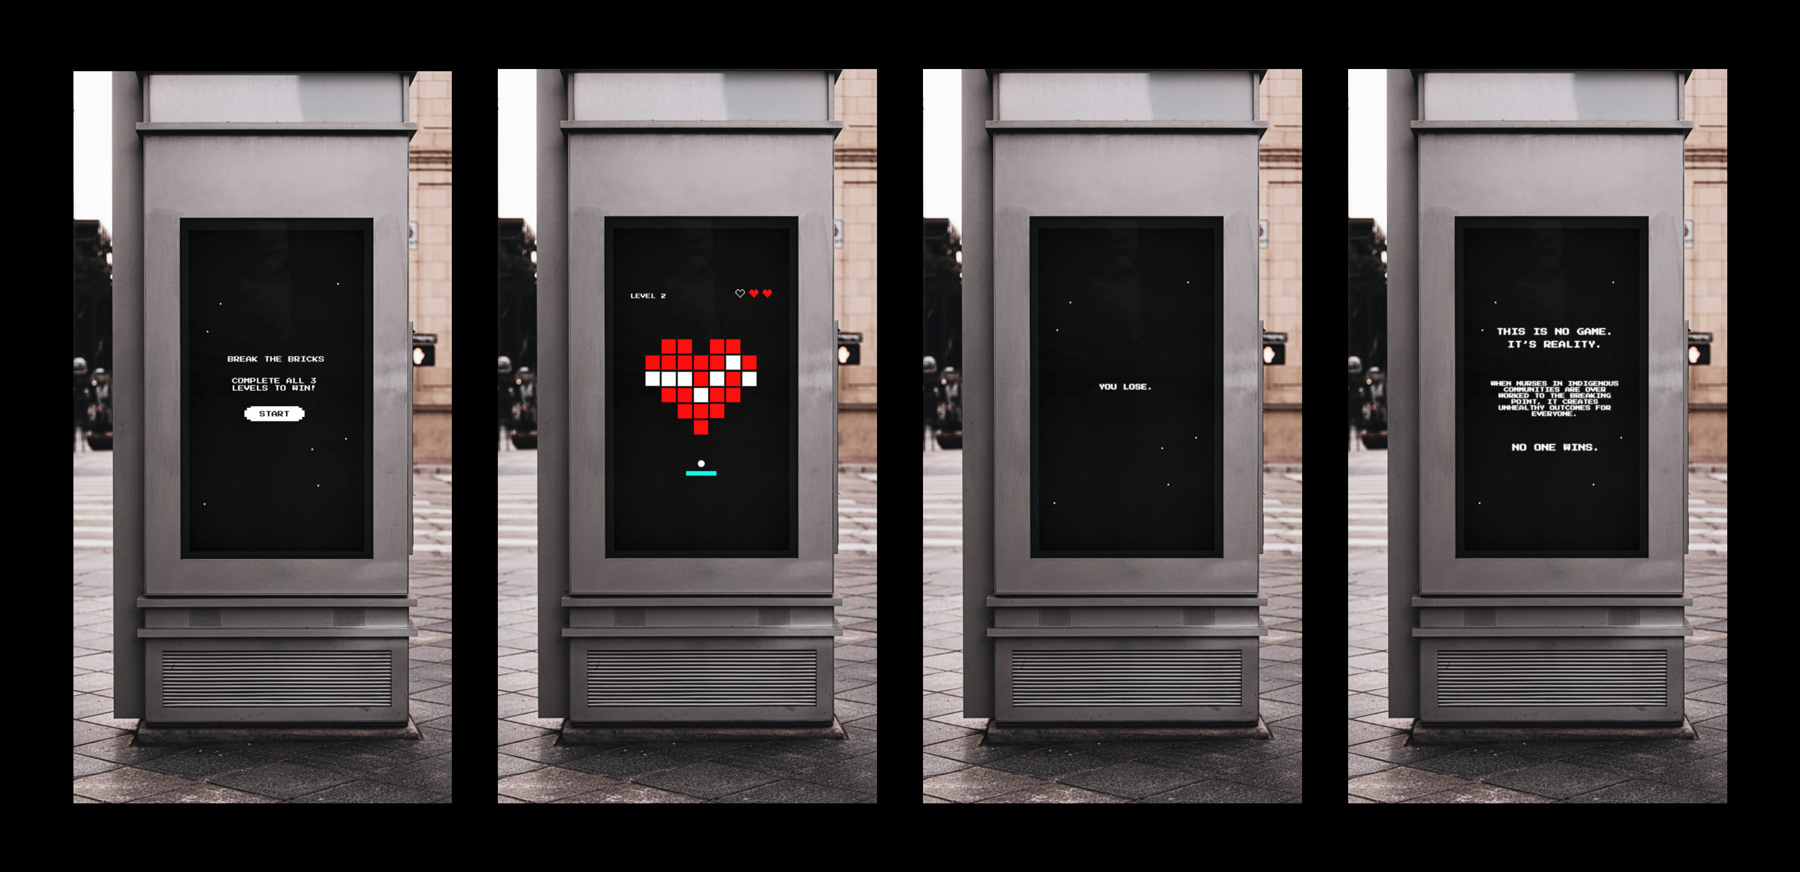 BREAK THE BRICKS
COMPLETE ALL 3
LEVELS TO WIN!
START
LEVEL 2
YOU LOSE.
THIS IS NO GAME.
IT'S REALITY.
WHEN NURSES IN INDIGENOUS
COMMUNITIES ARE OVER
WORKED TO THE BREAKING
POINT, IT CREATES
UNHEALTHY OUTCOMES FOR
EVERYONE.
NO ONE WINS.